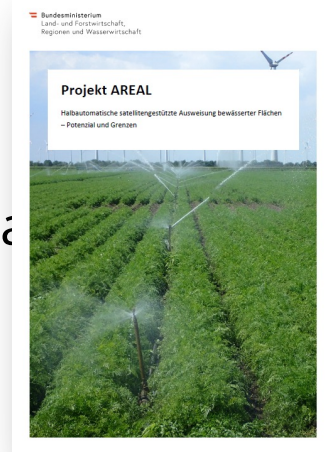 Bundesministerium
Land- und Forstwirtschaft,
Regionen und Wasserwirtschaft
Projekt AREAL
Halbautomatische satellitengestützte Ausweisung bewässerter Flächen
– Potenzial und Grenzen